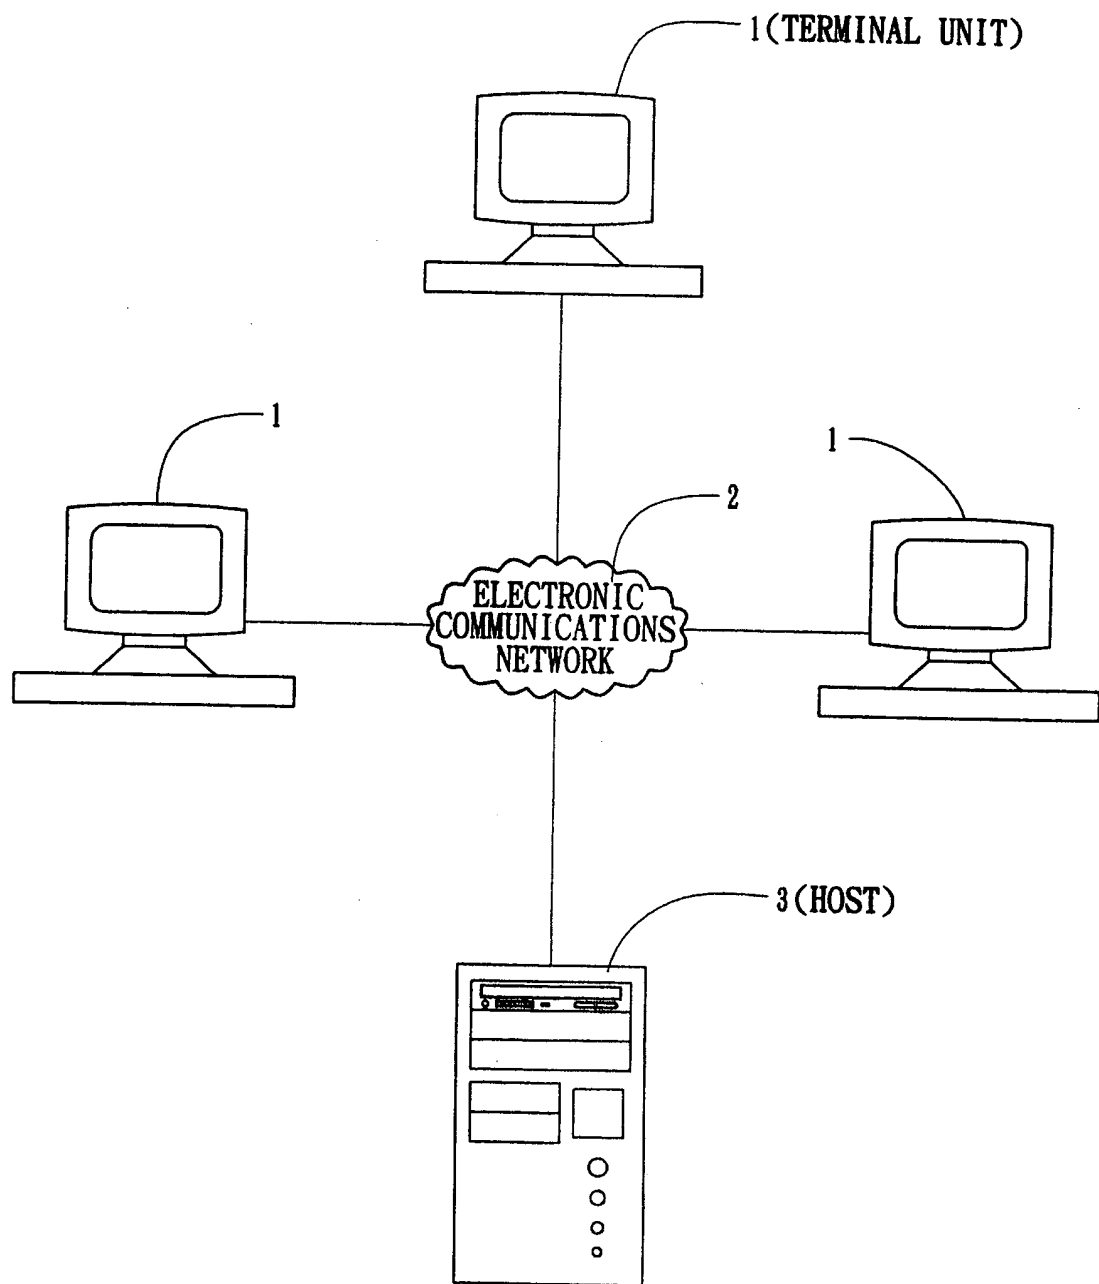 1(TERMINAL UNIT)
1
1
2
ELECTRONIC
COMMUNICATIONS
NETWORK
3(HOST)